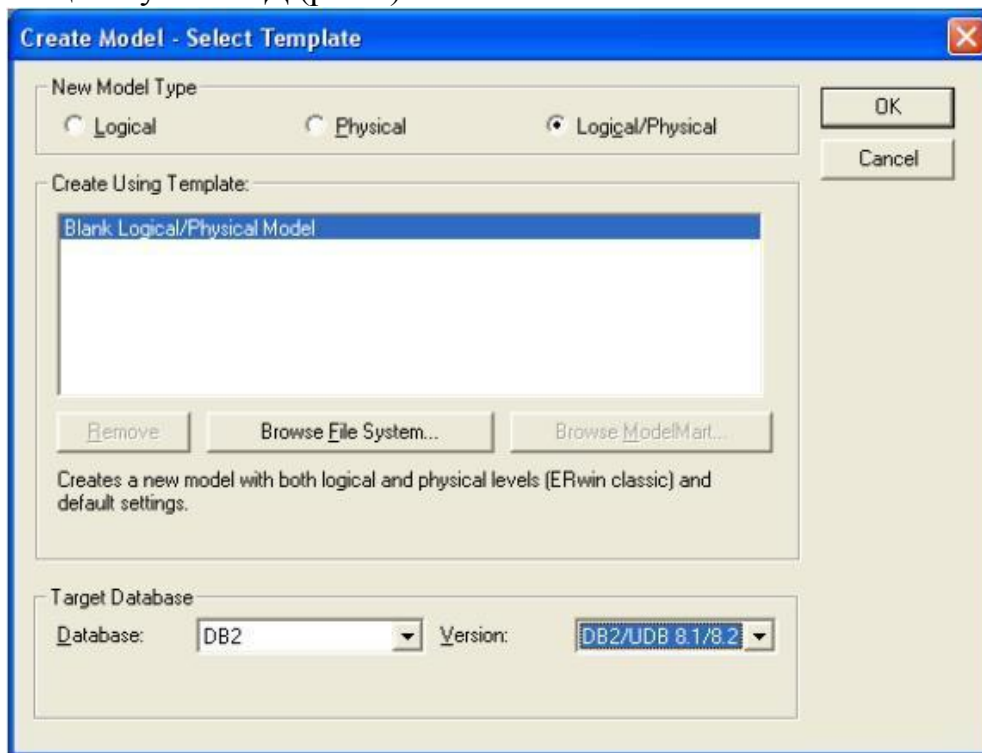 Create Model - Select Template
New Model Type
Logical Physical Logical/Physical
OK
Cancel
Create Using Template:
Blank Logical/Physical Model
Remove Browse File System... Browse ModelMart...
Creates a new model with both logical and physical levels (ERwin classic) and
default settings.
Target Database
Database: DB2 Version: DB2/UDB 8.1/8.2